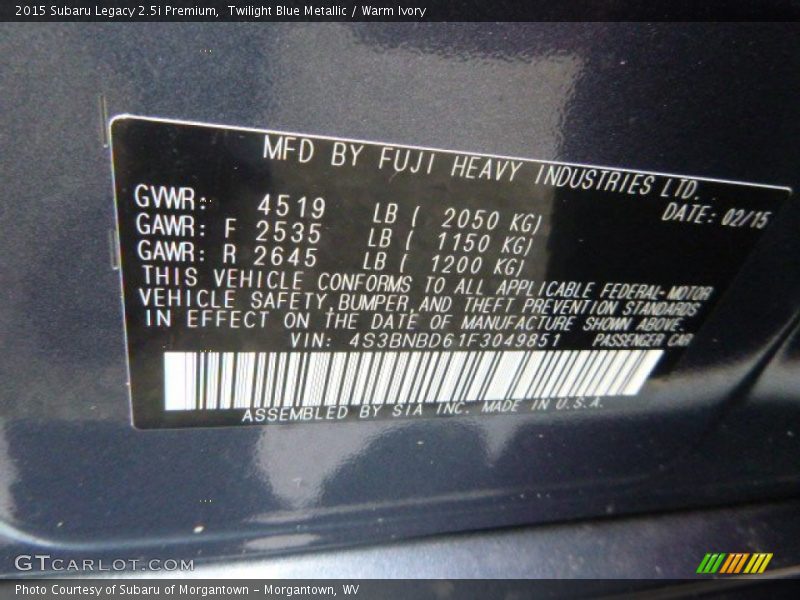 2015 Subaru Legacy 2.5i Premium, Twilight Blue Metallic / Warm Ivory
MFD BY FUJI HEAVY INDUSTRIES LTD.
GVWR: 4519 LB ( 2050 KG) DATE: 02/15
GAWR: F 2535 LB ( 1150 KG)
GAWR: R 2645 LB ( 1200 KG)
THIS VEHICLE CONFORMS TO ALL APPLICABLE FEDERAL-MOTOR
VEHICLE SAFETY, BUMPER, AND THEFT PREVENTION STANDARDS
IN EFFECT ON THE DATE OF MANUFACTURE SHOWN ABOVE.
VIN: 4S3BNBD61F3049851 PASSENGER CAR
ASSEMBLED BY SIA INC. MADE IN U.S.A.
GTCARLOT.COM
Photo Courtesy of Subaru of Morgantown - Morgantown, WV